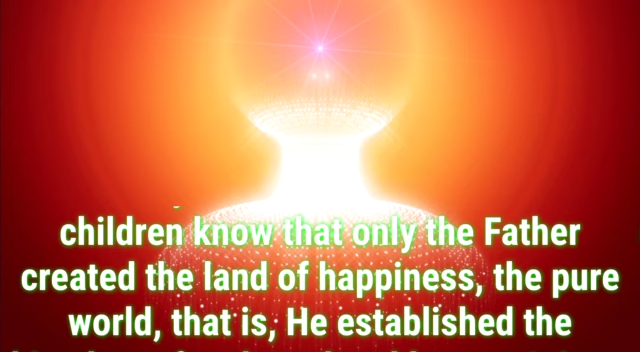 children know that only the Father
created the land of happiness, the pure
world, that is, He established the